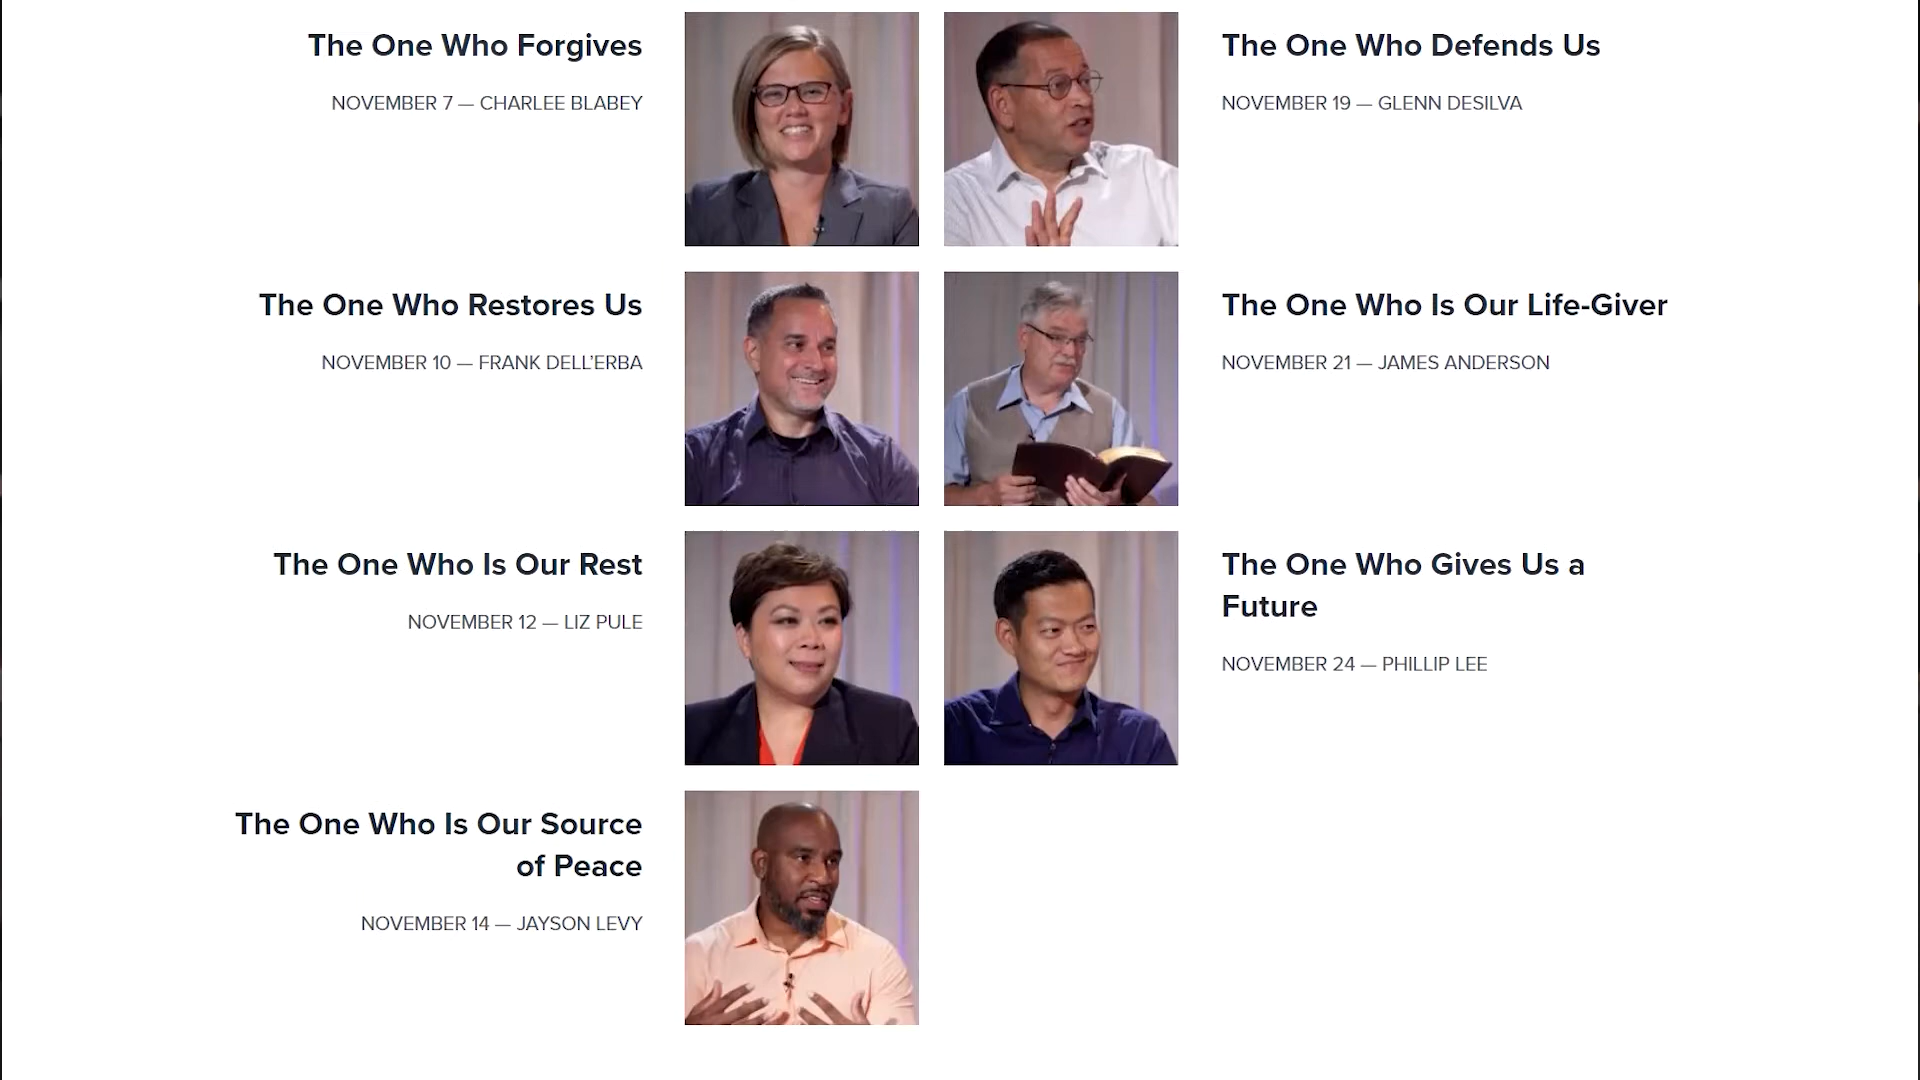 The One Who Forgives
NOVEMBER 7 — CHARLEE BLABEY
The One Who Defends Us
NOVEMBER 19 — GLENN DESILVA
The One Who Restores Us
NOVEMBER 10 — FRANK DELL'ERBA
The One Who Is Our Life-Giver
NOVEMBER 21 — JAMES ANDERSON
The One Who Is Our Rest
NOVEMBER 12 — LIZ PULE
The One Who Gives Us a
Future
NOVEMBER 24 — PHILLIP LEE
The One Who Is Our Source
of Peace
NOVEMBER 14 — JAYSON LEVY